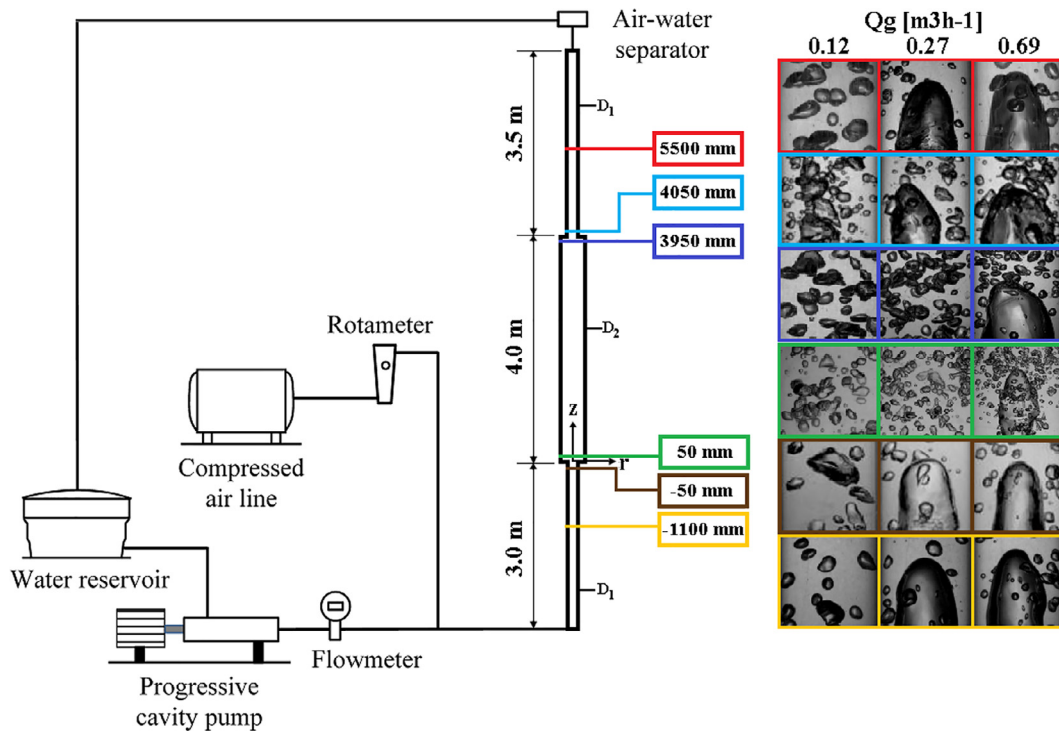 Air-water
separator
Qg [m3h-1]
0.12 0.27 0.69
D1
3.5 m
5500 mm
4050 mm
3950 mm
Rotameter
D2
4.0 m
Compressed
air line
z
r
50 mm
-50 mm
-1100 mm
Water reservoir
3.0 m
D1
Flowmeter
Progressive
cavity pump